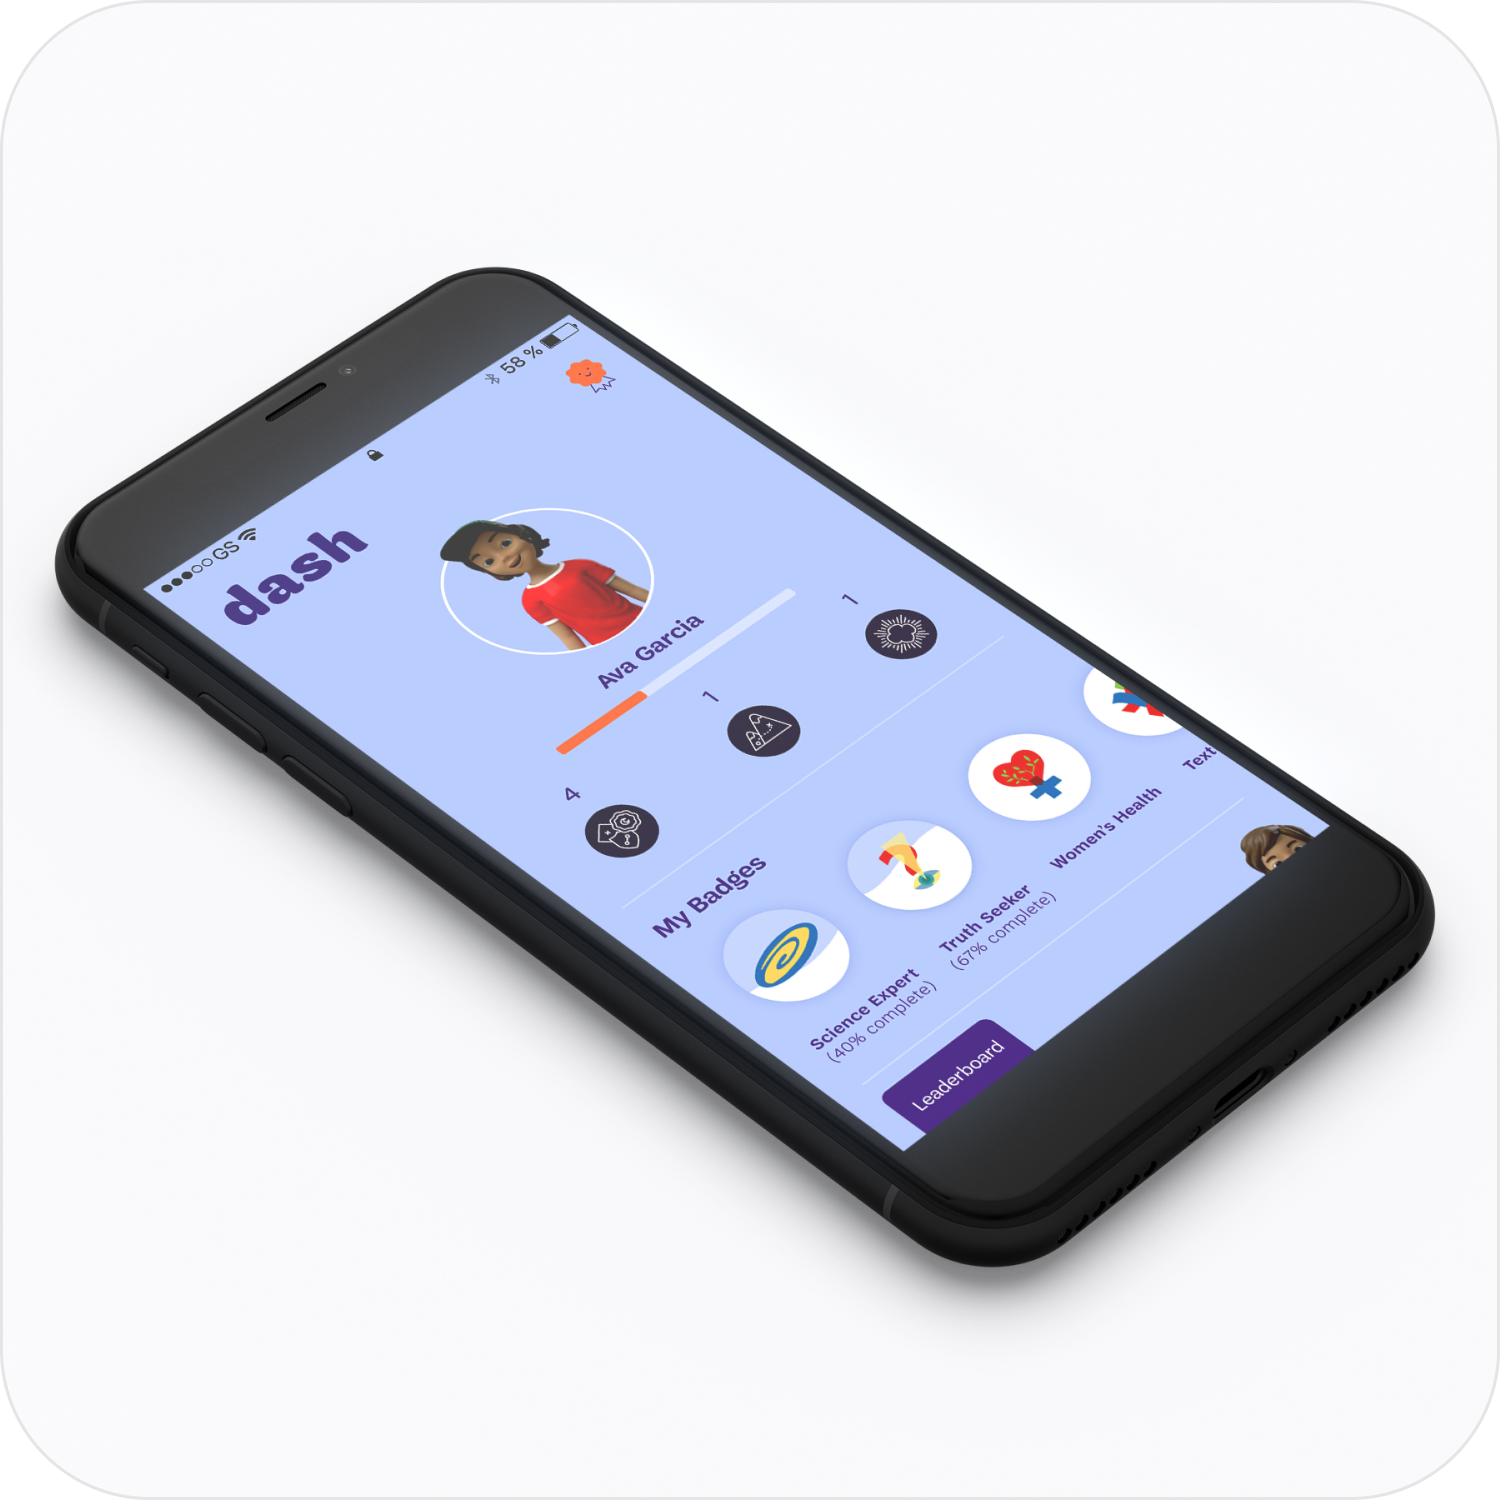 GS
58 %
dash
Ava Garcia
4
1
1
My Badges
Science Expert
(40% complete)
Truth Seeker
(67% complete)
Women's Health
Text
Leaderboard